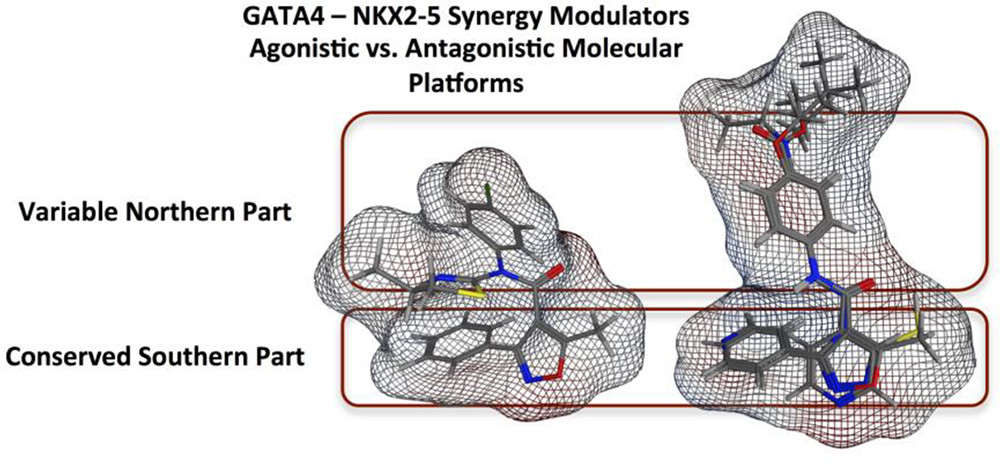 GATA4 – NKX2-5 Synergy Modulators
Agonistic vs. Antagonistic Molecular
Platforms
Variable Northern Part
Conserved Southern Part